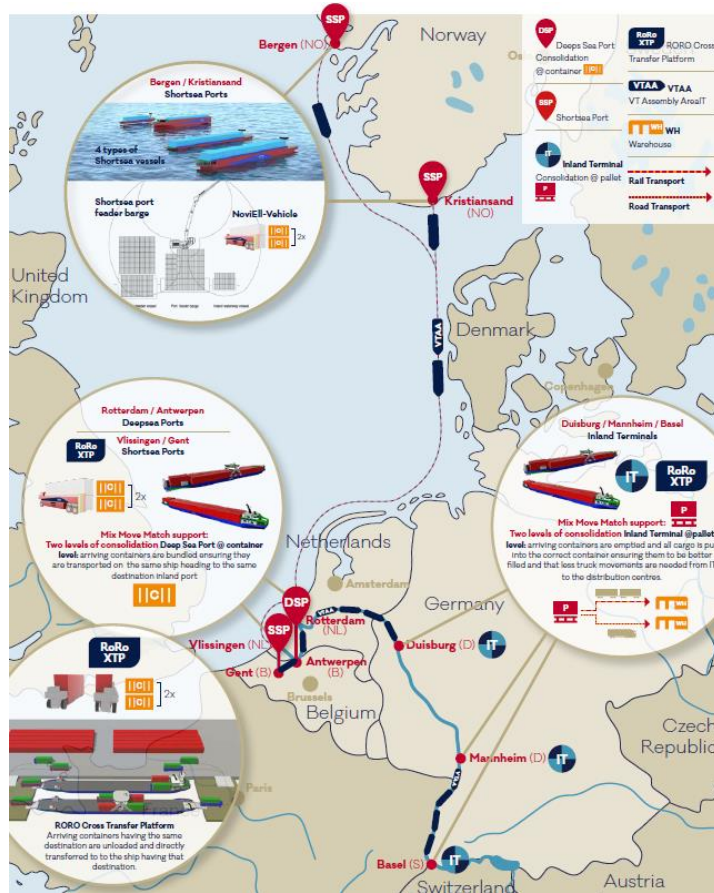 SSP
Bergen (NO)
Norway
DSP
Deeps Sea Port
Consolidation
@ container
RoRo
XTP
RORO Cross
Transfer Platform
SSP
Shortsea Port
VTAA
VTAA
VT Assembly AreaIT
IT
Inland Terminal
Consolidation @ pallet
P
WH
WH
Warehouse
Rail Transport
Road Transport
Bergen / Kristiansand
Shortsea Ports
4 types of
Shortsea vessels
Shortsea port
feader barge
NoviEll-Vehicle
2x
SSP
Kristiansand
(NO)
United
Kingdom
Denmark
VTAA
Copenhagen
Rotterdam / Antwerpen
Deepsea Ports
Vlissingen / Gent
Shortsea Ports
RoRo
XTP
2x
Mix Move Match support:
Two levels of consolidation Deep Sea Port @ container
level: arriving containers are bundled ensuring they
are transported on the same ship heading to the same
destination inland port
Duisburg / Mannheim / Basel
Inland Terminals
IT
RoRo
XTP
P
Mix Move Match support:
Two levels of consolidation Inland Terminal @pallet
level: arriving containers are emptied and all cargo is pu
into the correct container ensuring them to be better
filled and that less truck movements are needed from IT
to the distribution centres.
P
WH
WH
Netherlands
Amsterdam
Germany
DSP
SSP
VTAA
Rotterdam
(NL)
Vlissingen (NL
Duisburg (D)
IT
Gent (B)
Antwerpen
(B)
Brussels
Belgium
RoRo
XTP
2x
Czech
Republic
Mannheim (D)
IT
Paris
VTAA
RORO Cross Transfer Platform
Arriving containers having the same
destination are unloaded and directly
transfered to to the ship having that
destination.
Basel (S)
IT
Switzerland
Austria